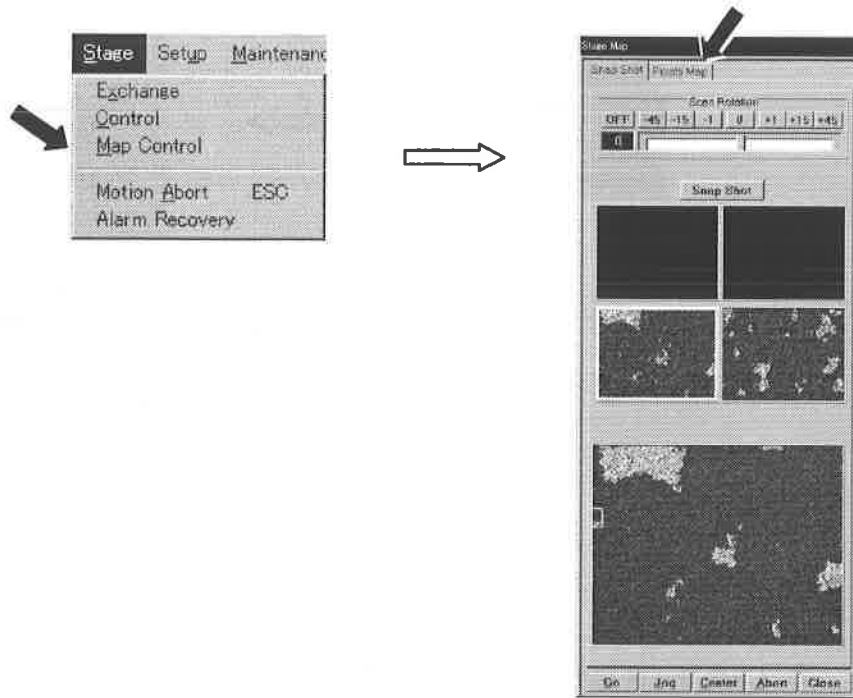 Stage Setup Maintenanc
Exchange
Control
Map Control
Motion Abort ESC
Alarm Recovery
Stage Map
Snap Shot Points Map
Scan Rotation
OFF -45 -15 -1 0 +1 +15 +45
0
Snap Shot
Go Jog Center Abort Close